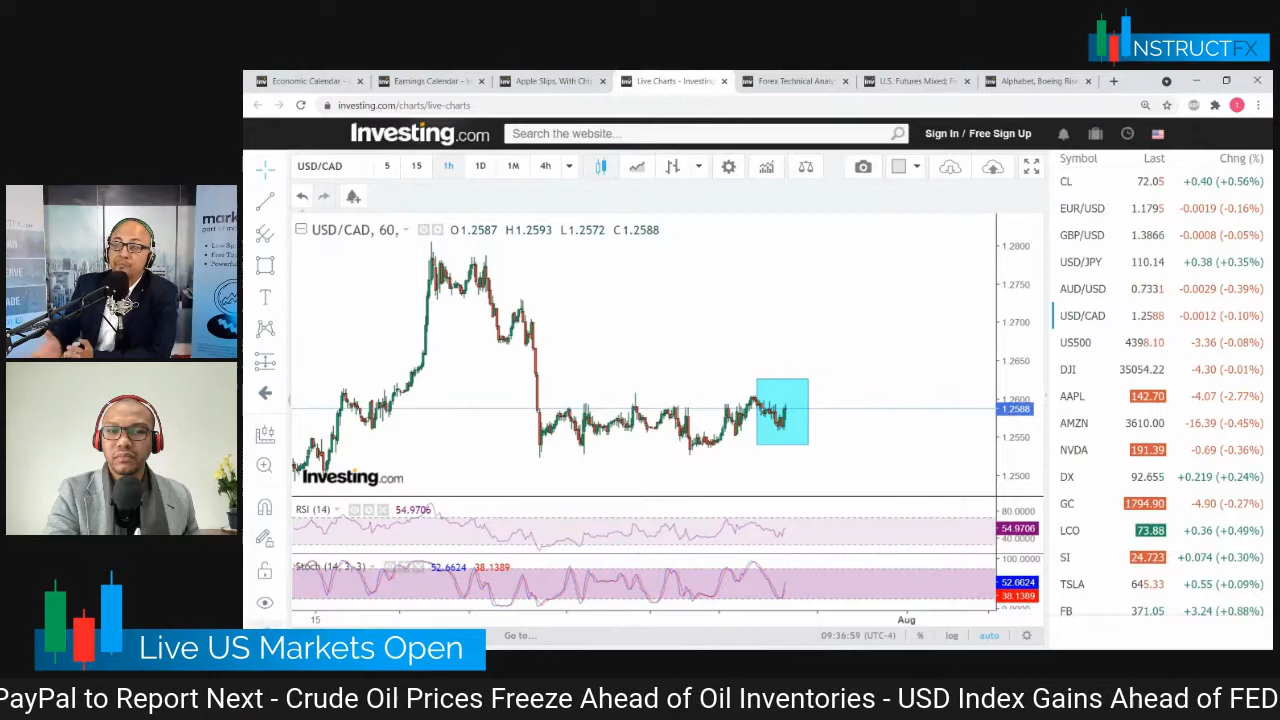 NSTRUCTFX
Economic Calendar -
Earnings Calendar - I
Apple Slips, With Chip
Live Charts - Investing
Forex Technical Analy
U.S. Futures Mixed; F
Alphabet, Boeing Rise
investing.com/charts/live-charts
Investing.com
Search the website...
Sign In / Free Sign Up
USD/CAD 5 15 1h 1D 1M 4h
Symbol Last Chng (%)
CL 72.05 +0.40 (+0.56%)
EUR/USD 1.1795 -0.0019 (-0.16%)
GBP/USD 1.3866 -0.0008 (-0.05%)
USD/JPY 110.14 +0.38 (+0.35%)
AUD/USD 0.7331 -0.0029 (-0.39%)
USD/CAD 1.2588 -0.0012 (-0.10%)
US500 4398.10 -3.36 (-0.08%)
DJI 35054.22 -4.30 (-0.01%)
AAPL 142.70 -4.07 (-2.77%)
AMZN 3610.00 -16.39 (-0.45%)
NVDA 191.39 -0.69 (-0.36%)
DX 92.655 +0.219 (+0.24%)
GC 1794.90 -4.90 (-0.27%)
LCO 73.88 +0.36 (+0.49%)
SI 24.723 +0.074 (+0.30%)
TSLA 645.33 +0.55 (+0.09%)
FB 371.05 +3.24 (+0.88%)
USD/CAD, 60, O1.2587 H1.2593 L1.2572 C1.2588
1.2800
1.2750
1.2700
1.2650
1.2600
1.2588
1.2550
1.2500
Investing.com
RSI (14) 54.9706
80.0000
54.9706
40.0000
Stoch (14, 3, 3) 52.6624 38.1389
100.0000
52.6624
38.1389
0.0000
15 Aug
Go to... 09:36:59 (UTC-4) % log auto
mark
Live US Markets Open
PayPal to Report Next - Crude Oil Prices Freeze Ahead of Oil Inventories - USD Index Gains Ahead of FED